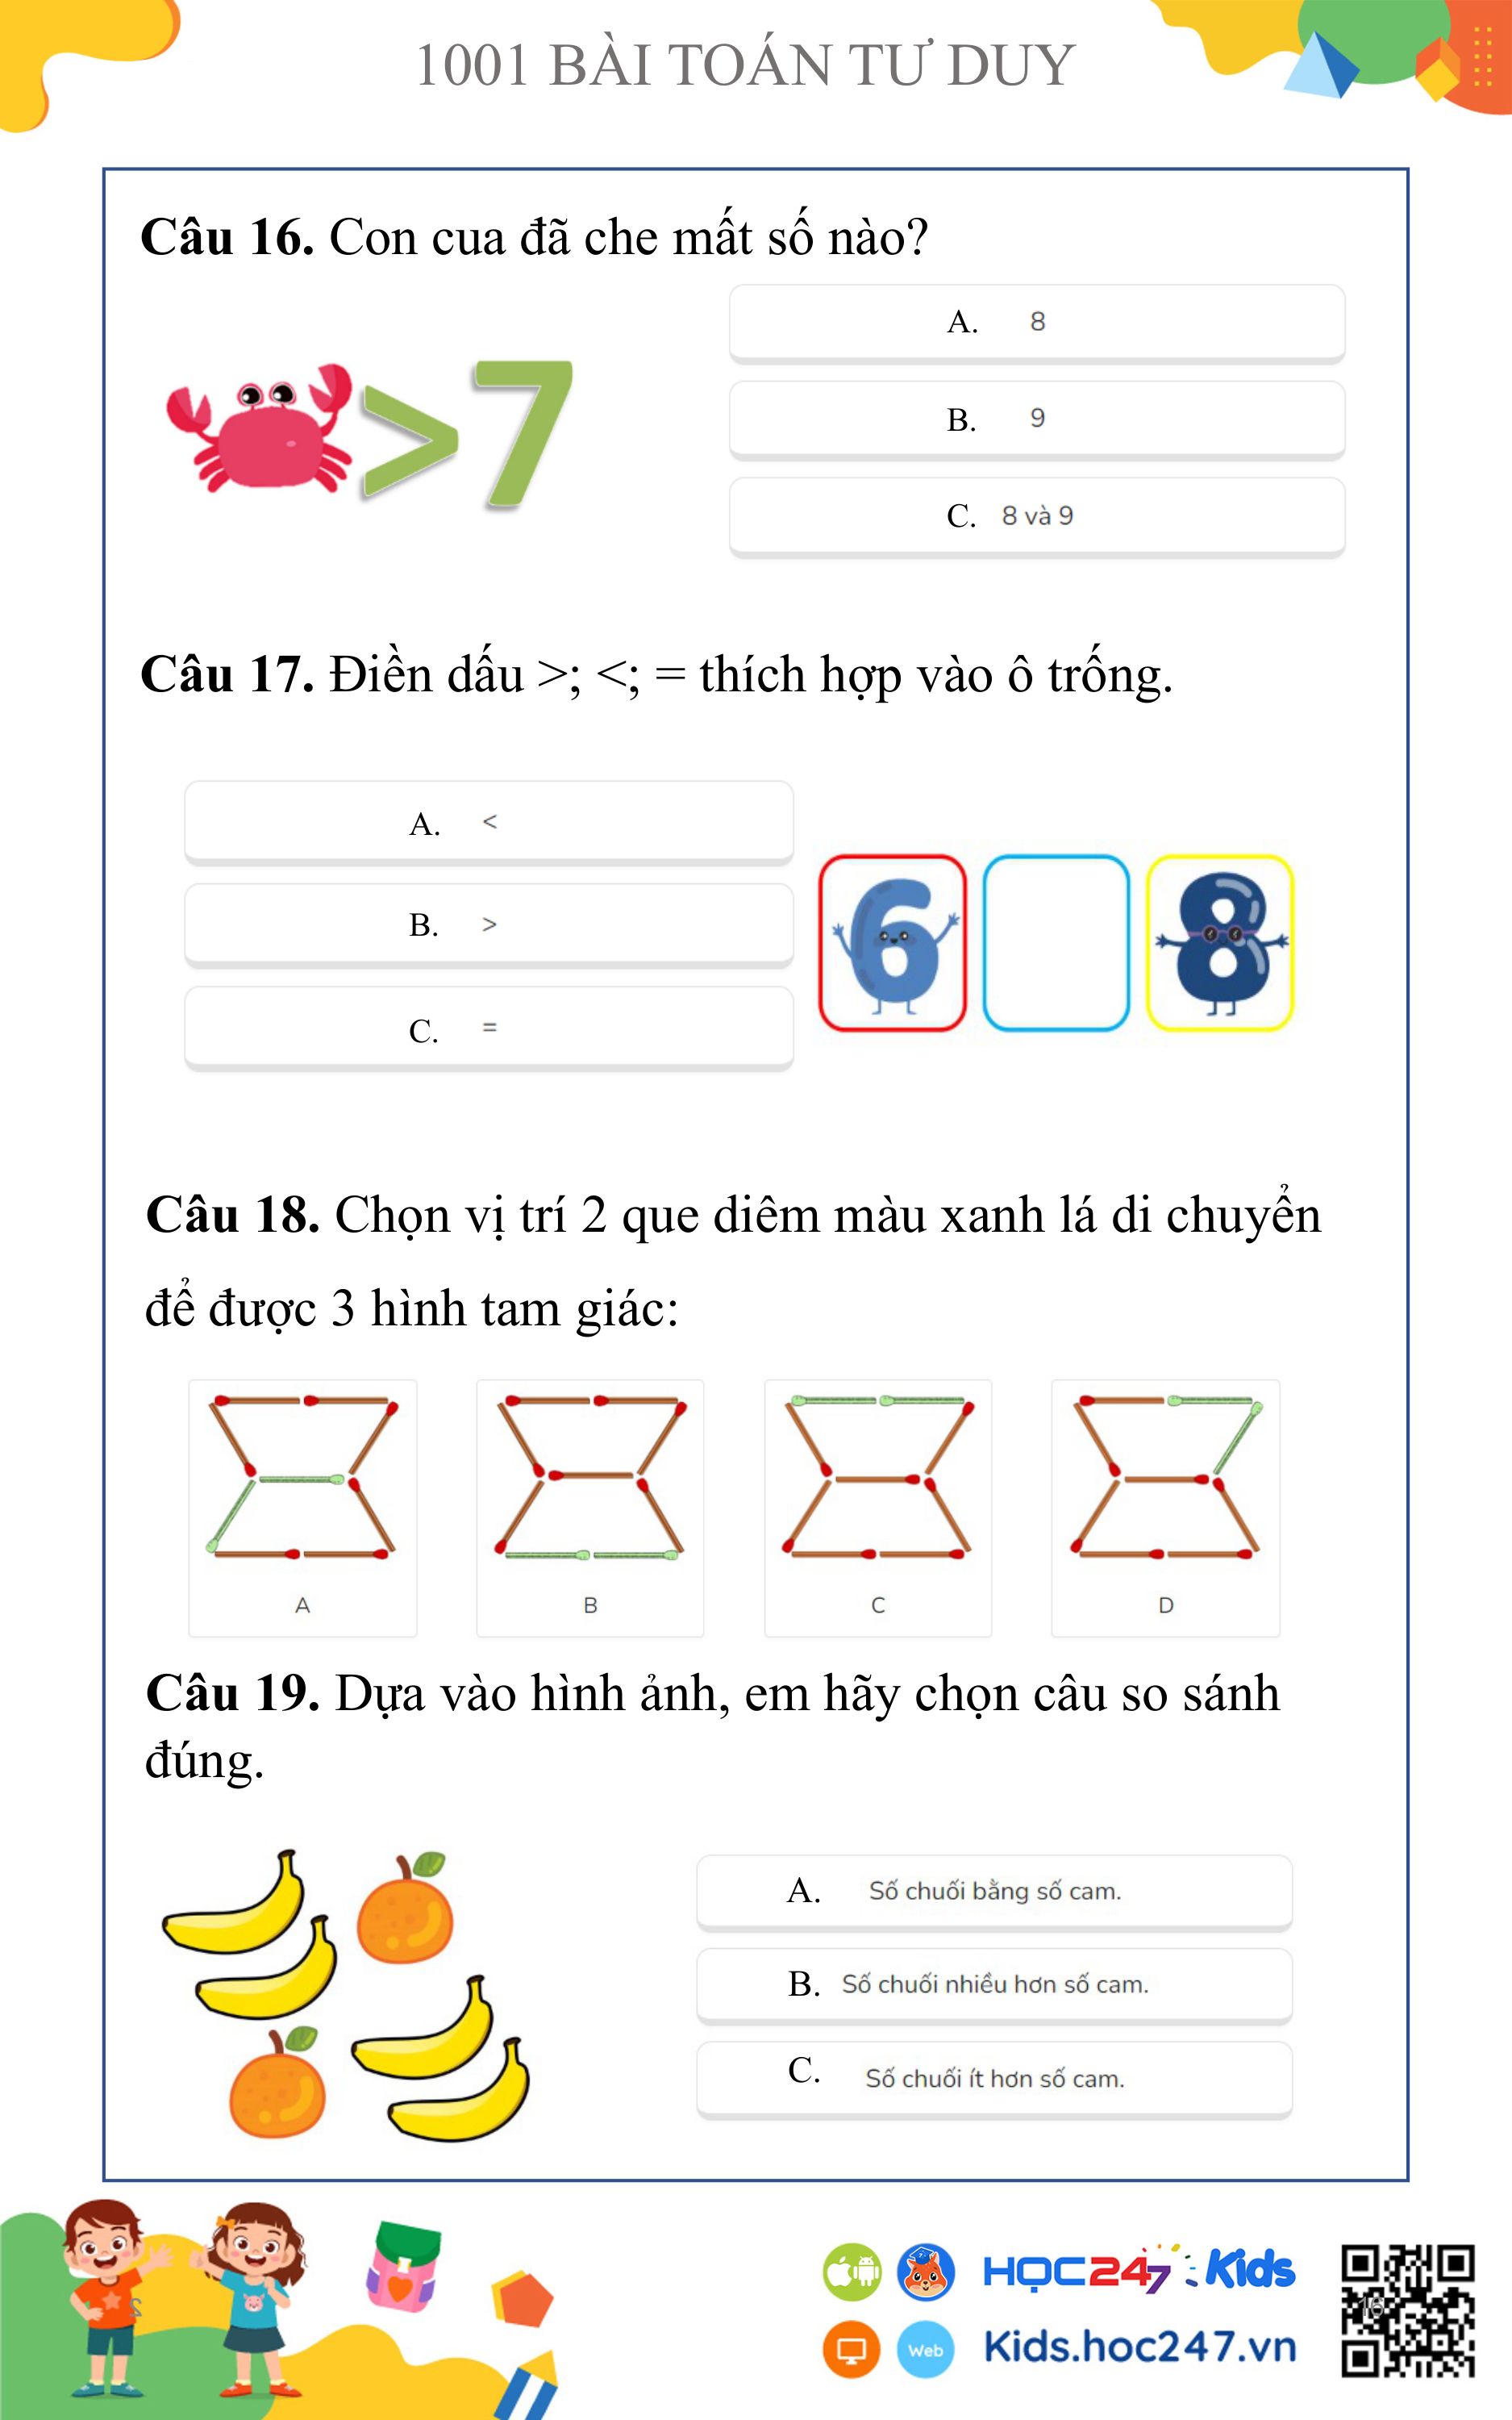 1001 BÀI TOÁN TƯ DUY
Câu 16. Con cua đã che mất số nào?
>7
A. 8
B. 9
C. 8 và 9
Câu 17. Điền dấu >; <; = thích hợp vào ô trống.
A. <
B. >
C. =
6 8
Câu 18. Chọn vị trí 2 que diêm màu xanh lá di chuyển
để được 3 hình tam giác:
A B C D
Câu 19. Dựa vào hình ảnh, em hãy chọn câu so sánh
đúng.
A. Số chuối bằng số cam.
B. Số chuối nhiều hơn số cam.
C. Số chuối ít hơn số cam.
HỌC247 Kids
Web Kids.hoc247.vn
16